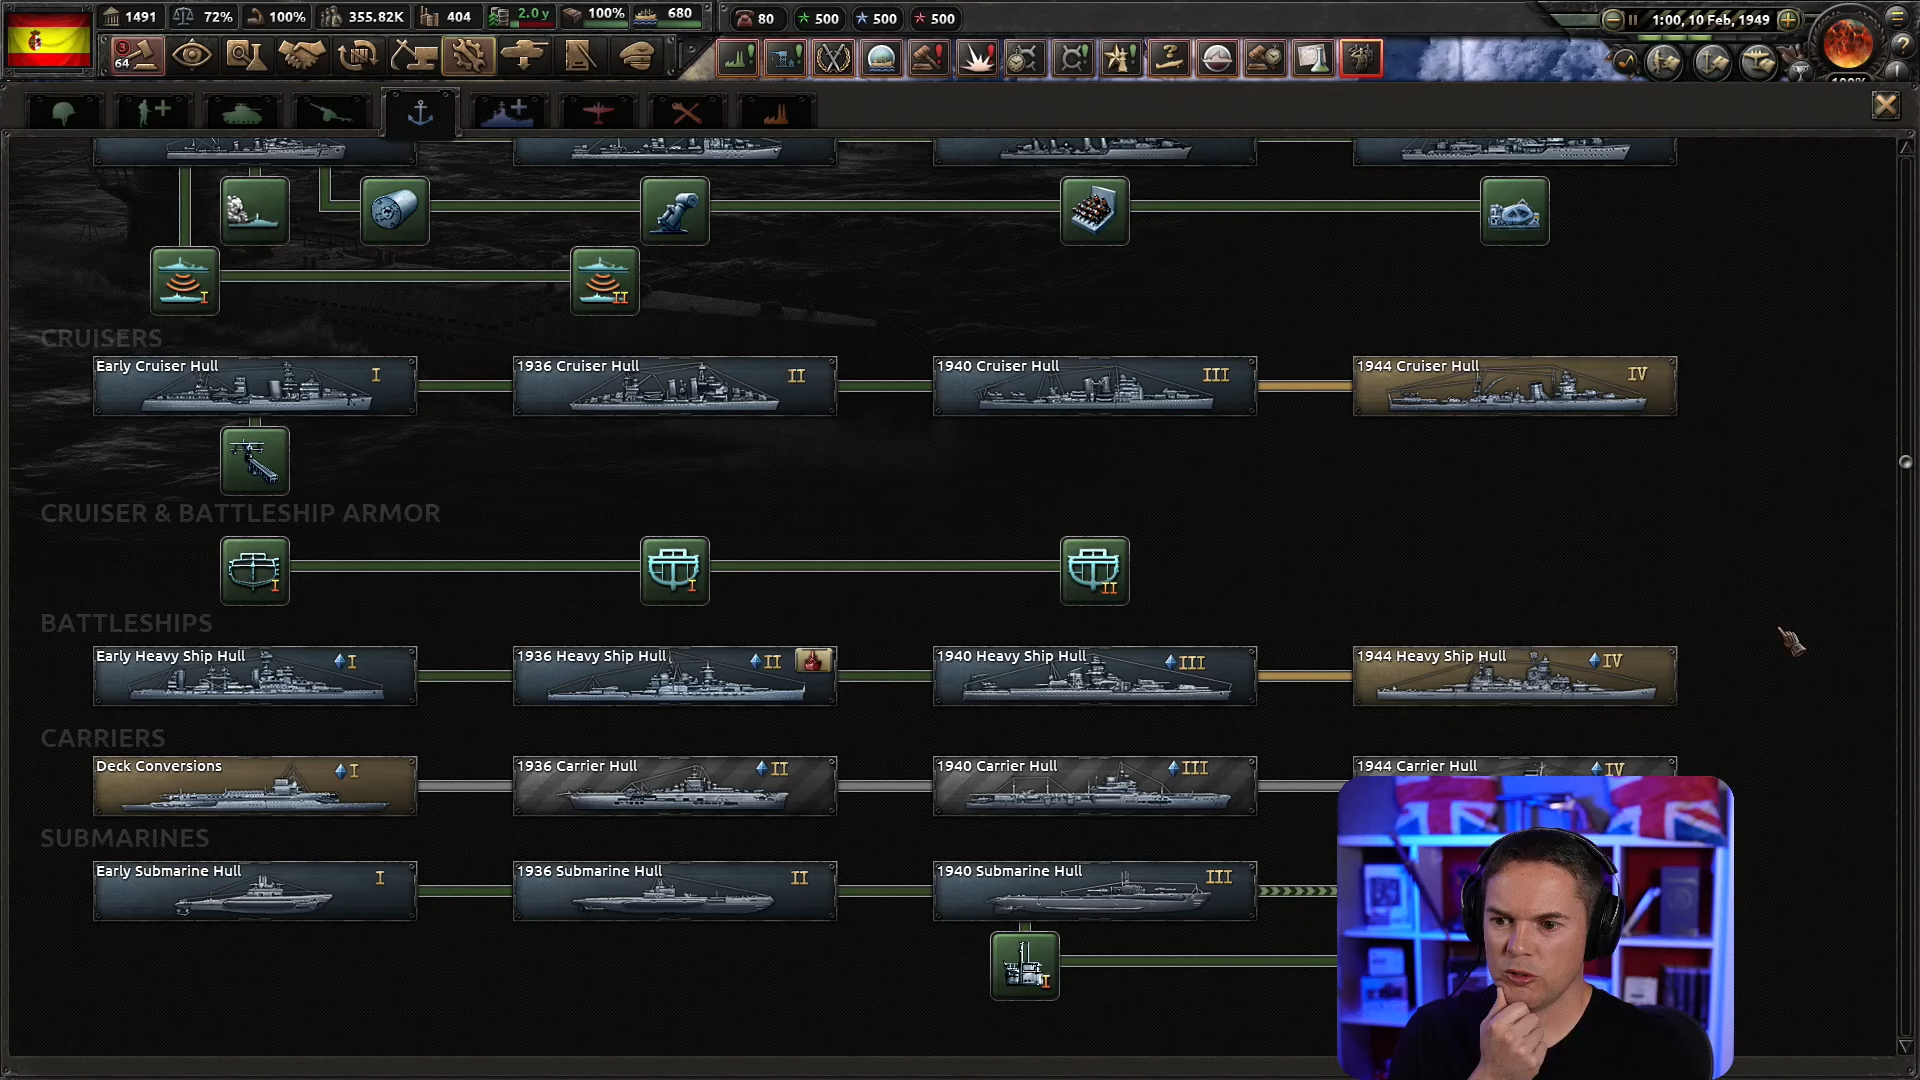 1491 72% 100% 355.82K 404 2.0 y 100% 680 80 500 500 500 1:00, 10 Feb, 1949
3
64
100%
I II
CRUISERS
Early Cruiser Hull I 1936 Cruiser Hull II 1940 Cruiser Hull III 1944 Cruiser Hull IV
CRUISER & BATTLESHIP ARMOR
I I II
BATTLESHIPS
Early Heavy Ship Hull I 1936 Heavy Ship Hull II 1940 Heavy Ship Hull III 1944 Heavy Ship Hull IV
CARRIERS
Deck Conversions I 1936 Carrier Hull II 1940 Carrier Hull III 1944 Carrier Hull IV
SUBMARINES
Early Submarine Hull I 1936 Submarine Hull II 1940 Submarine Hull III
I